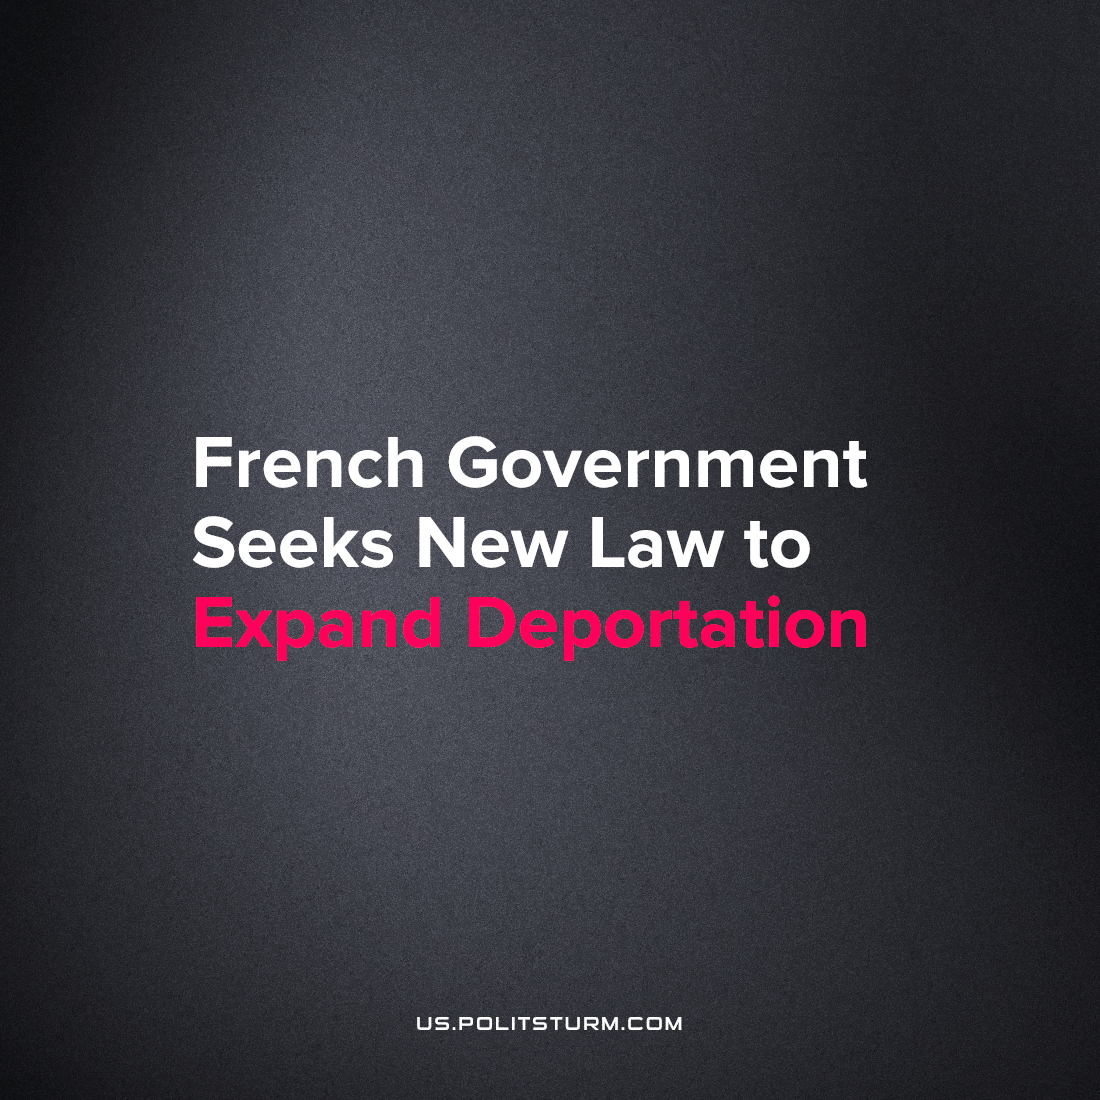 French Government
Seeks New Law to
Expand Deportation
US.POLITSTURM.COM